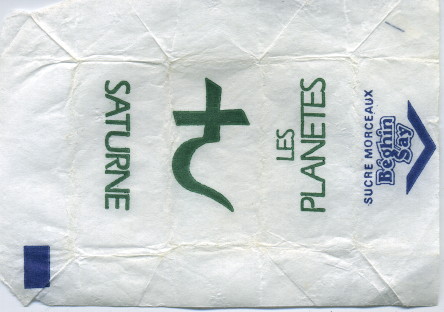 SATURNE
LES
PLANETES
SUCRE MORCEAUX
Béghin
Say